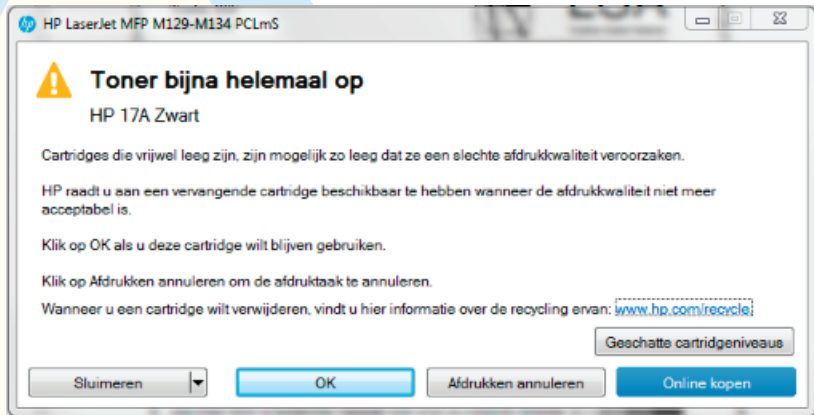 HP LaserJet MFP M129-M134 PCLmS
Toner bijna helemaal op
HP 17A Zwart
Cartridges die vrijwel leeg zijn, zijn mogelijk zo leeg dat ze een slechte afdrukkwaliteit veroorzaken.
HP raadt u aan een vervangende cartridge beschikbaar te hebben wanneer de afdrukkwaliteit niet meer
acceptabel is.
Klik op OK als u deze cartridge wilt blijven gebruiken.
Klik op Afdrukken annuleren om de afdruktaak te annuleren.
Wanneer u een cartridge wilt verwijderen, vindt u hier informatie over de recycling ervan: www.hp.com/recycle
Geschatte cartridgeniveaus
Sluimeren OK Afdrukken annuleren Online kopen